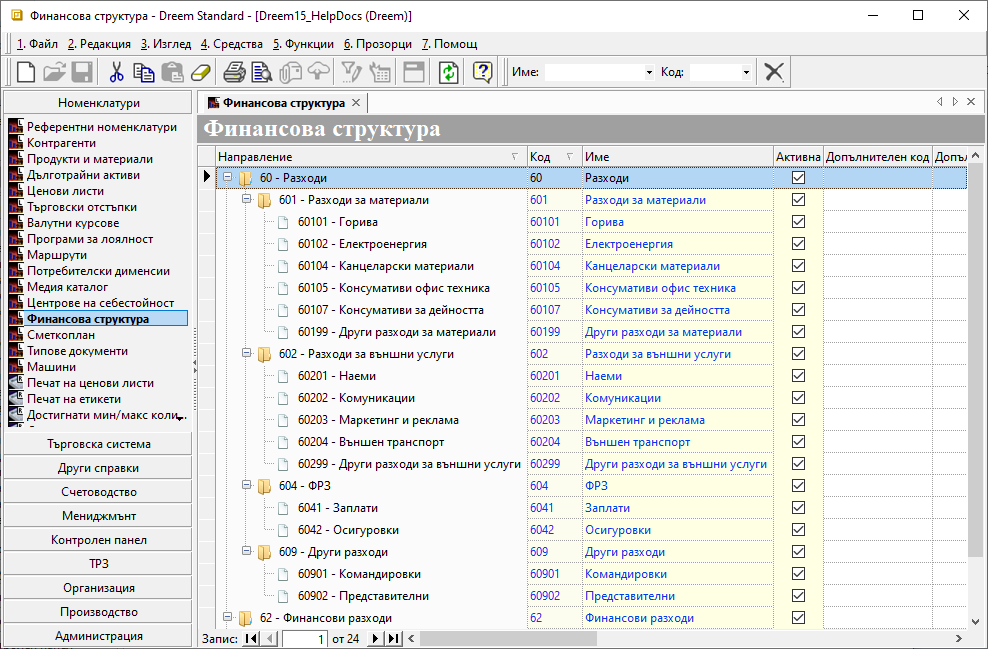 Финансова структура - Dreem Standard - [Dreem15_HelpDocs (Dreem)]
1. Файл 2. Редакция 3. Изглед 4. Средства 5. Функции 6. Прозорци 7. Помощ
Име: Код:
Номенклатури
Референтни номенклатури
Контрагенти
Продукти и материали
Дълготрайни активи
Ценови листи
Търговски отстъпки
Валутни курсове
Програми за лоялност
Маршрути
Потребителски дименсии
Медия каталог
Центрове на себестойност
Финансова структура
Сметкоплан
Типове документи
Машини
Печат на ценови листи
Печат на етикети
Достигнати мин/макс коли...
Търговска система
Други справки
Счетоводство
Мениджмънт
Контролен панел
ТРЗ
Организация
Производство
Администрация
Финансова структура
Финансова структура
Направление Код Име Активна Допълнителен код Допъл
60 - Разходи 60 Разходи
601 - Разходи за материали 601 Разходи за материали
60101 - Горива 60101 Горива
60102 - Електроенергия 60102 Електроенергия
60104 - Канцеларски материали 60104 Канцеларски материали
60105 - Консумативи офис техника 60105 Консумативи офис техника
60107 - Консумативи за дейността 60107 Консумативи за дейността
60199 - Други разходи за материали 60199 Други разходи за материали
602 - Разходи за външни услуги 602 Разходи за външни услуги
60201 - Наеми 60201 Наеми
60202 - Комуникации 60202 Комуникации
60203 - Маркетинг и реклама 60203 Маркетинг и реклама
60204 - Външен транспорт 60204 Външен транспорт
60299 - Други разходи за външни услуги 60299 Други разходи за външни услуги
604 - ФРЗ 604 ФРЗ
6041 - Заплати 6041 Заплати
6042 - Осигуровки 6042 Осигуровки
609 - Други разходи 609 Други разходи
60901 - Командировки 60901 Командировки
60902 - Представителни 60902 Представителни
62 - Финансови разходи 62 Финансови разходи
Запис: 1 от 24